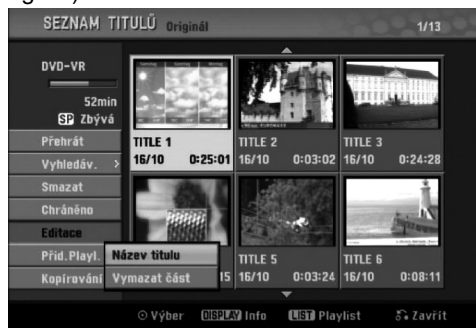 SEZNAM TITULŮ Originál 1/13
DVD-VR
52min
SP Zbývá
Přehrát
Vyhledáv. >
Smazat
Chráněno
Editace
Přid.Playl.
Kopírování
Název titulu
Vymazat část
TITLE 1
16/10 0:25:01
TITLE 2
16/10 0:03:02
TITLE 3
16/10 0:24:28
15
TITLE 5
16/10 0:03:24
TITLE 6
16/10 0:08:11
Výber DISPLAY Info LIST Playlist Zavřít